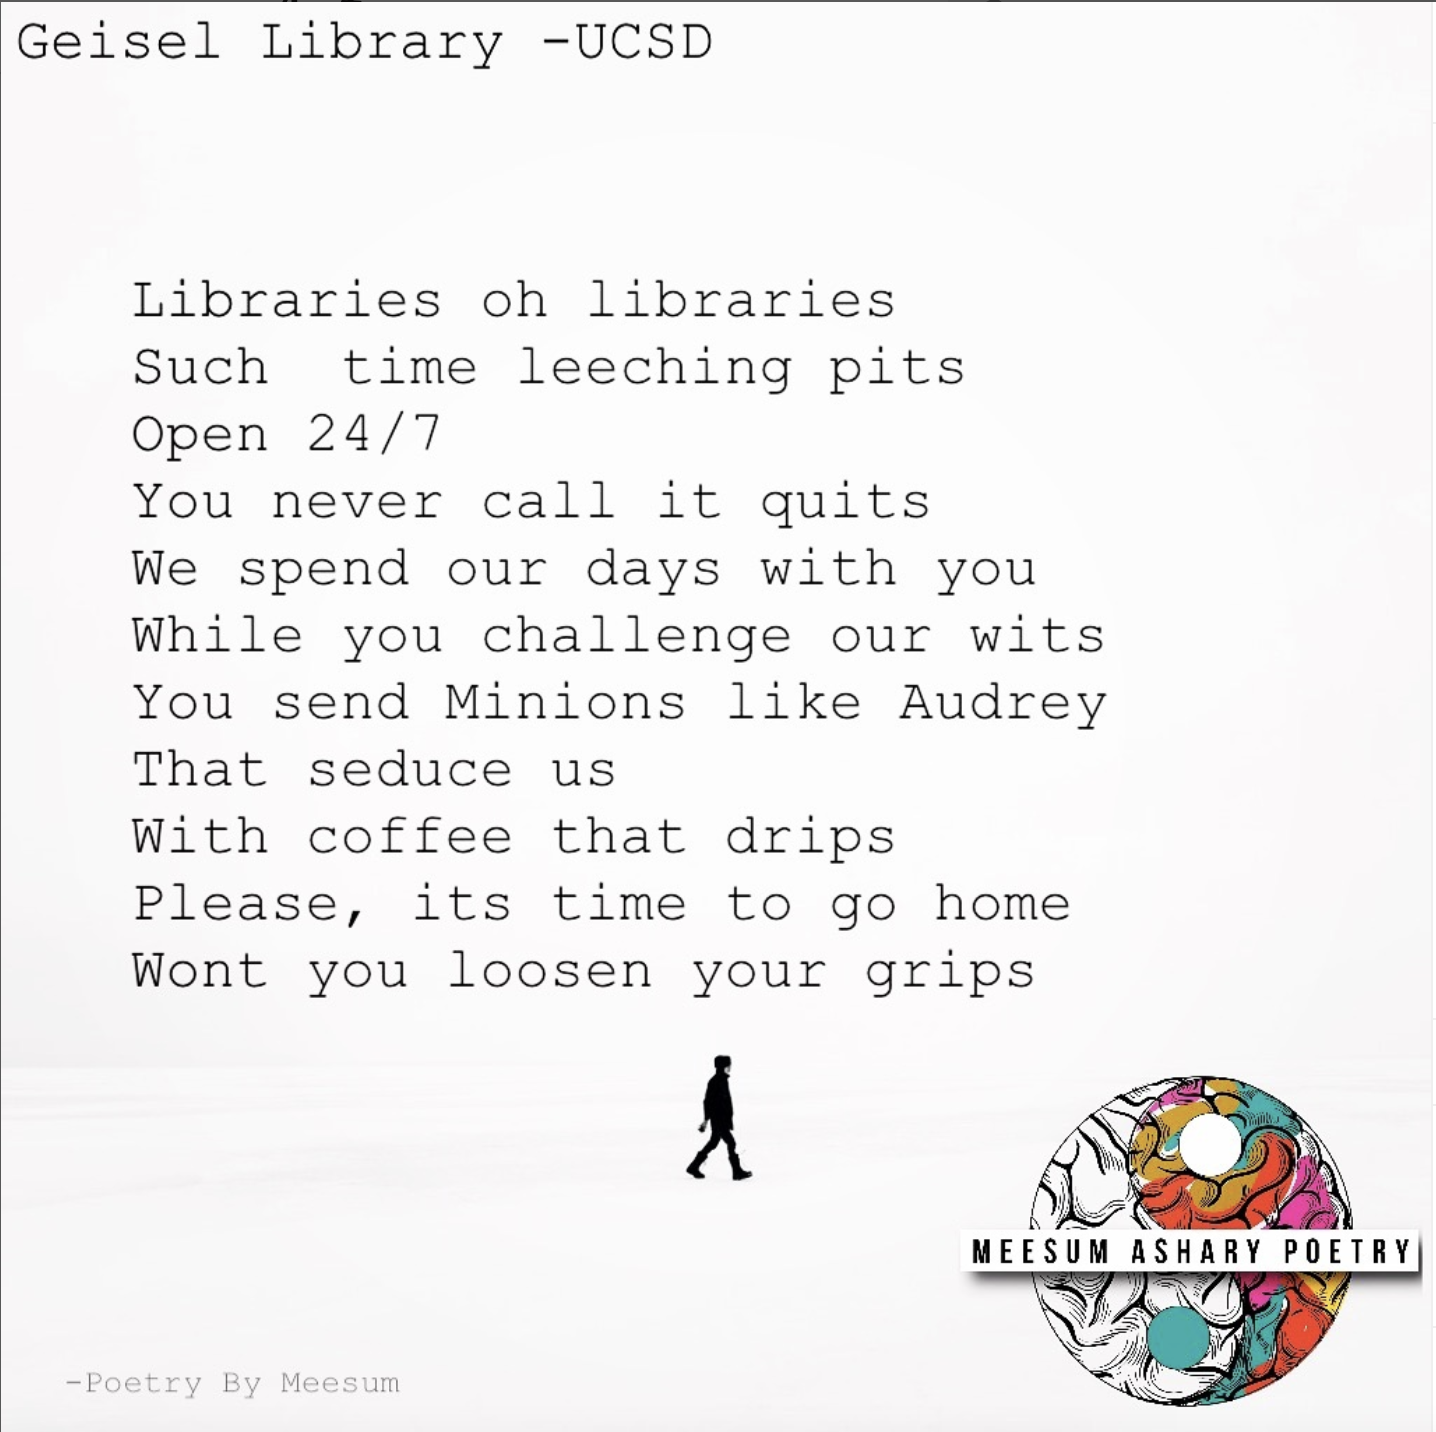 Geisel Library -UCSD
Libraries oh libraries
Such  time leeching pits
Open 24/7
You never call it quits
We spend our days with you
While you challenge our wits
You send Minions like Audrey
That seduce us
With coffee that drips
Please, its time to go home
Wont you loosen your grips
MEESUM ASHARY POETRY
-Poetry By Meesum